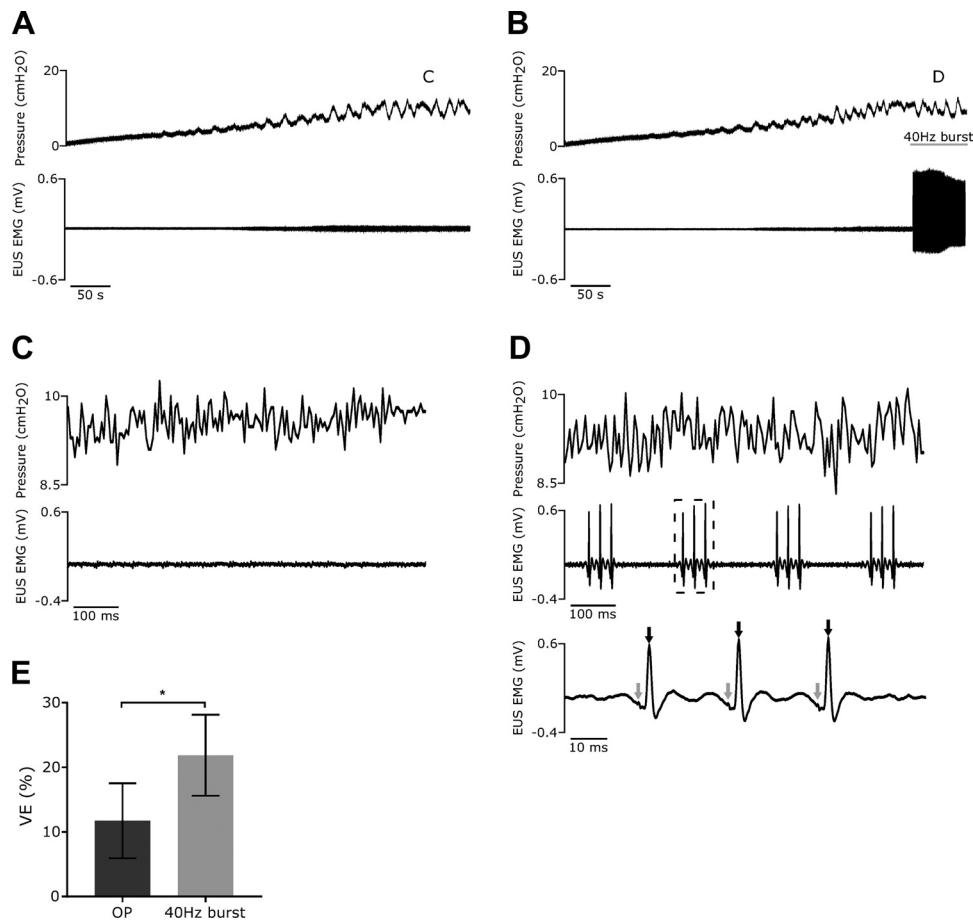 A
Pressure (cmH2O)
20
0
C
EUS EMG (mV)
0.6
-0.6
50 s
B
Pressure (cmH2O)
20
0
D
40Hz burst
EUS EMG (mV)
0.6
-0.6
50 s
C
Pressure (cmH2O)
10
8.5
EUS EMG (mV)
0.6
-0.4
100 ms
D
Pressure (cmH2O)
10
8.5
EUS EMG (mV)
0.6
-0.4
100 ms
EUS EMG (mV)
0.6
-0.4
10 ms
E
VE (%)
30
20
10
0
*
OP
40Hz burst